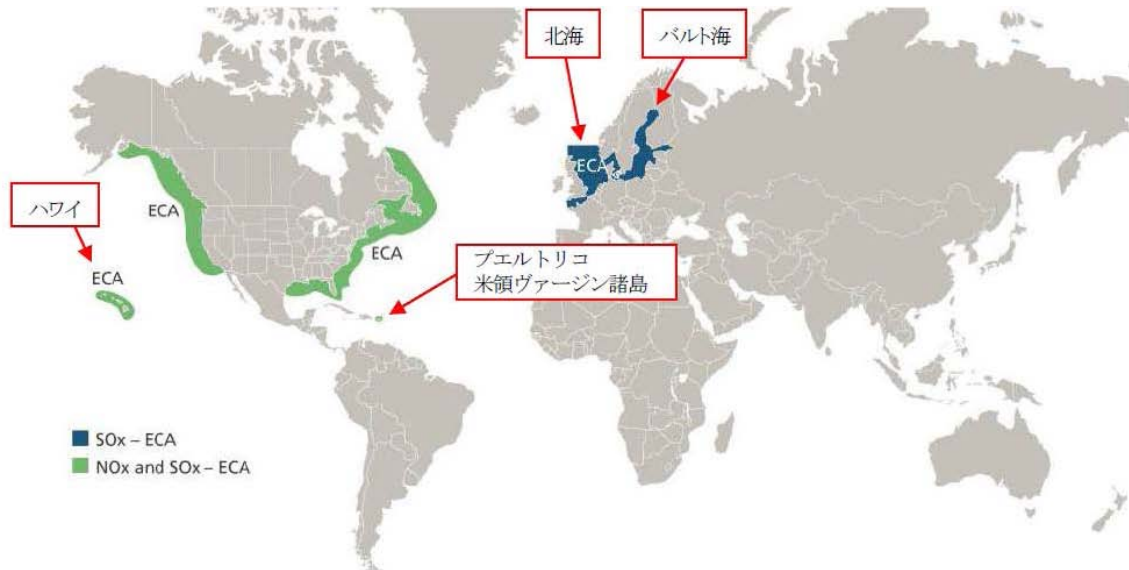 北海
バルト海
ECA
ハワイ
ECA
ECA
ECA
プエルトリコ
米領ヴァージン諸島
SOx – ECA
NOx and SOx – ECA